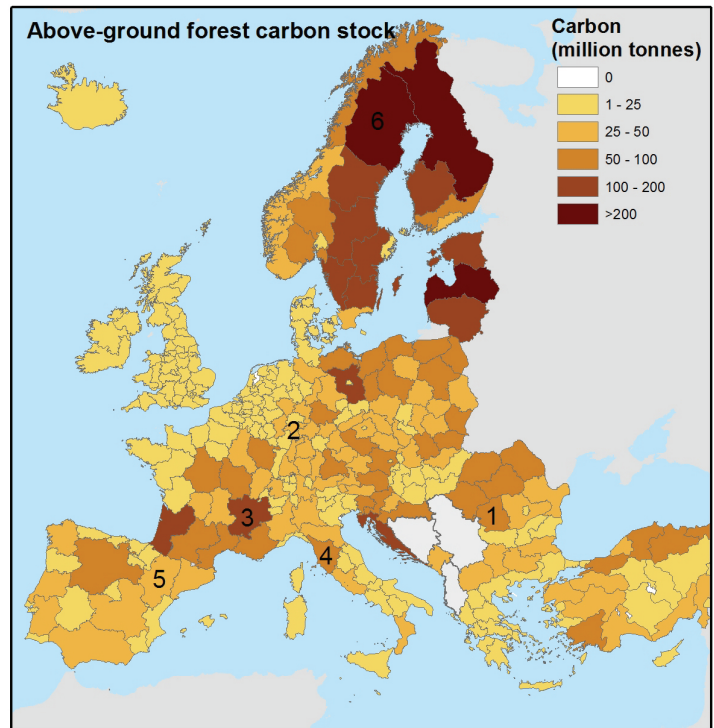 Above-ground forest carbon stock
Carbon
(million tonnes)
0
1 - 25
25 - 50
50 - 100
100 - 200
>200
6
2
3
1
4
5